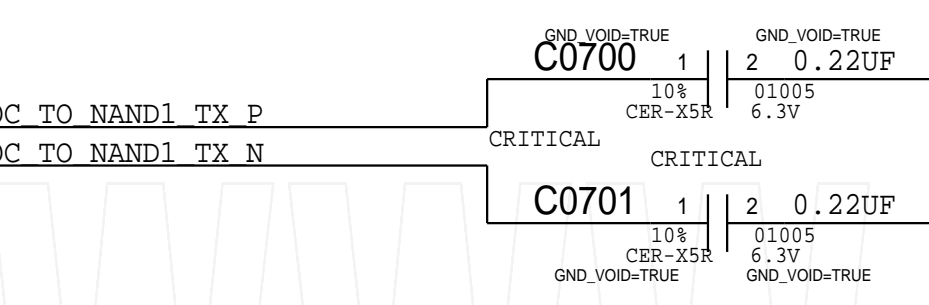 GND_VOID=TRUE GND_VOID=TRUE
C0700 1 2 0.22UF
10% 01005
CER-X5R 6.3V
OC_TO_NAND1_TX_P
CRITICAL
OC_TO_NAND1_TX_N
CRITICAL
C0701 1 2 0.22UF
10% 01005
CER-X5R 6.3V
GND_VOID=TRUE GND_VOID=TRUE